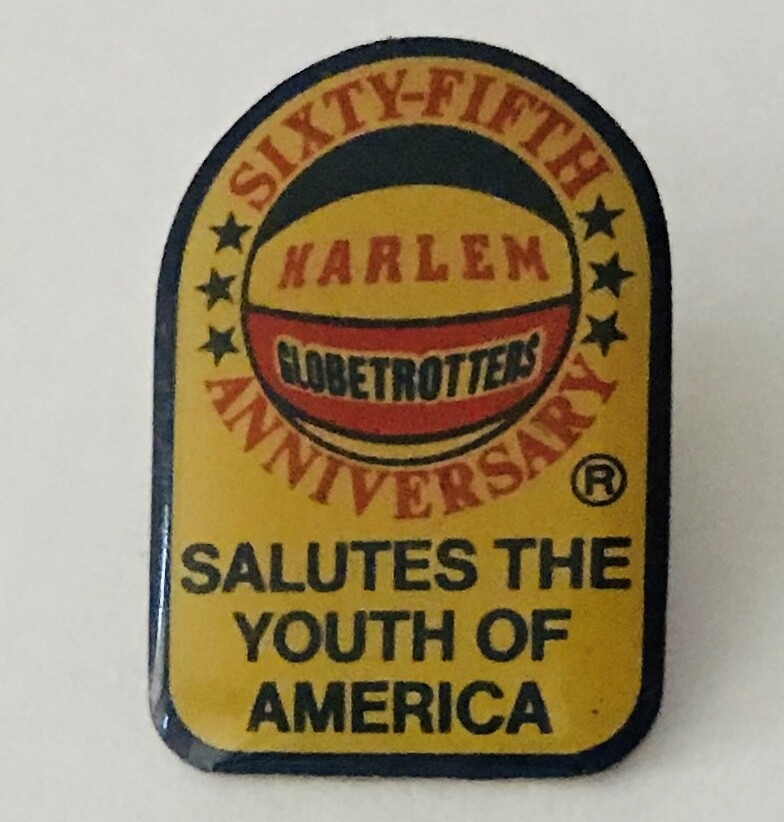 SIXTY-FIFTH
HARLEM
GLOBETROTTERS
ANNIVERSARY
®
SALUTES THE
YOUTH OF
AMERICA